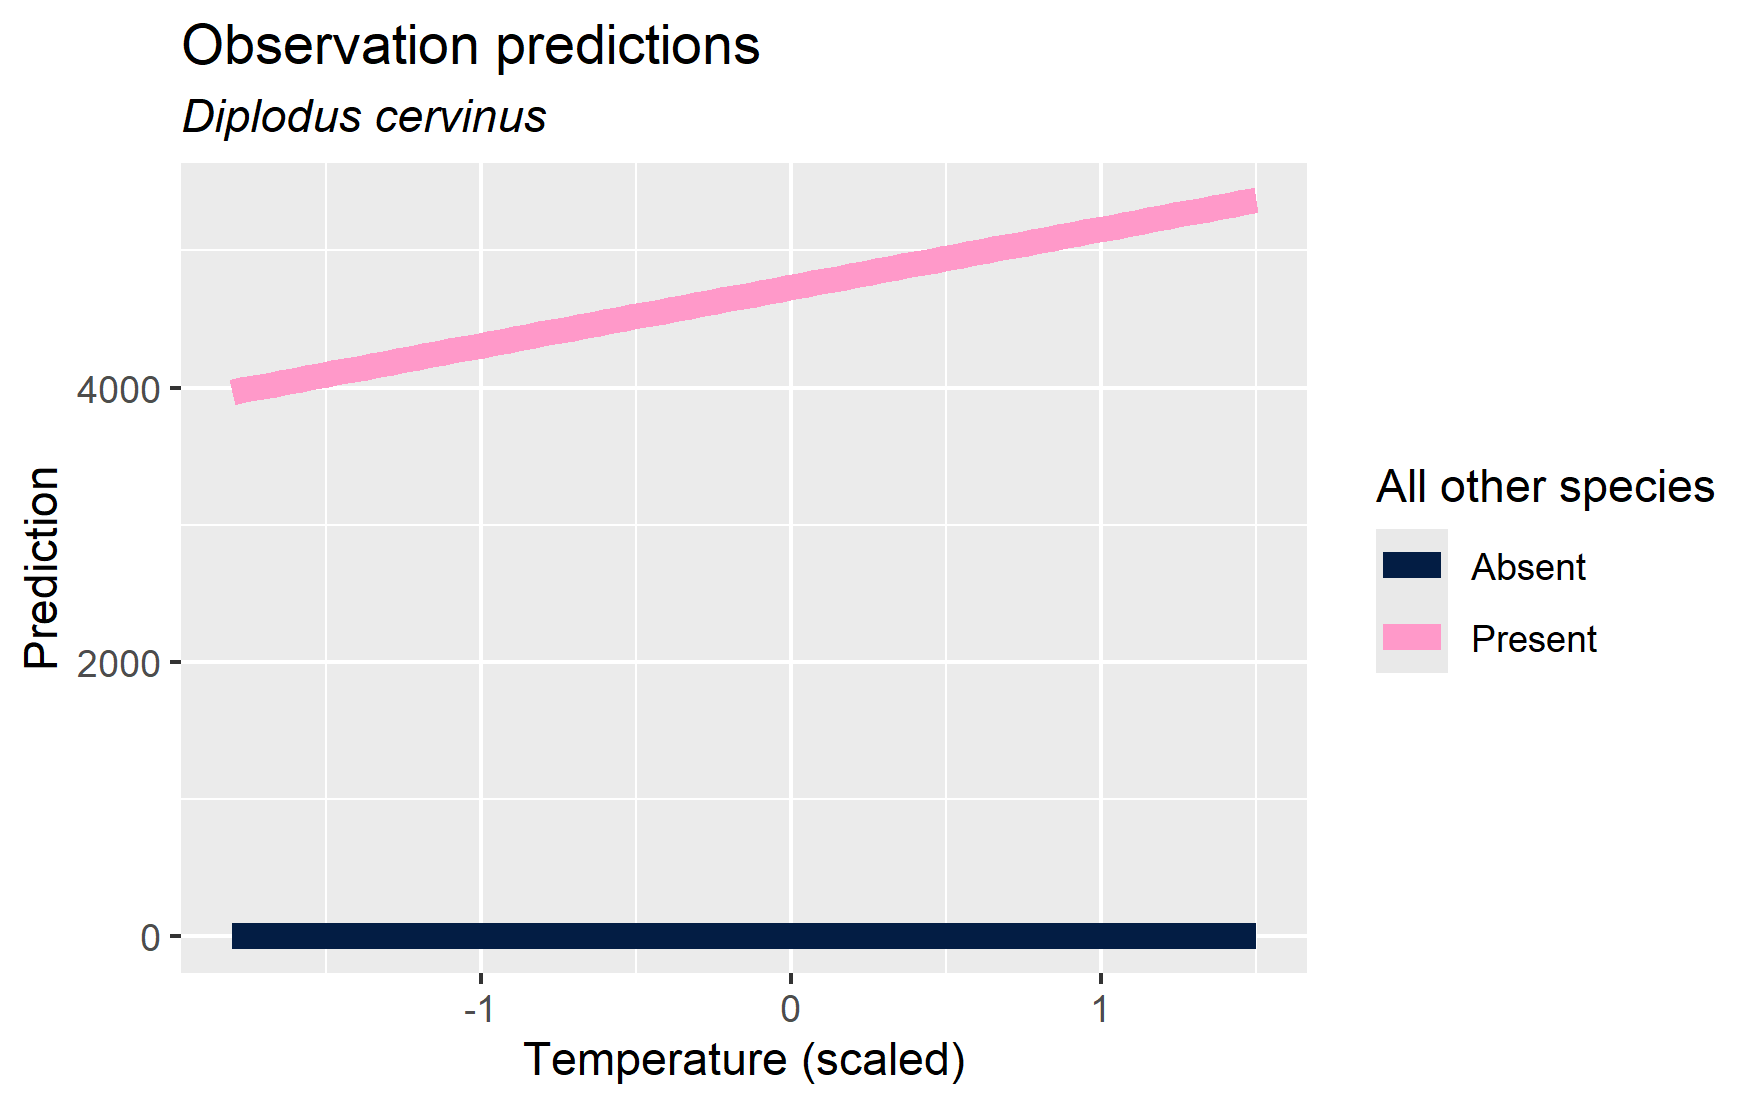 Observation predictions
Diplodus cervinus
Prediction
4000
2000
0
-1
0
1
Temperature (scaled)
All other species
Absent
Present